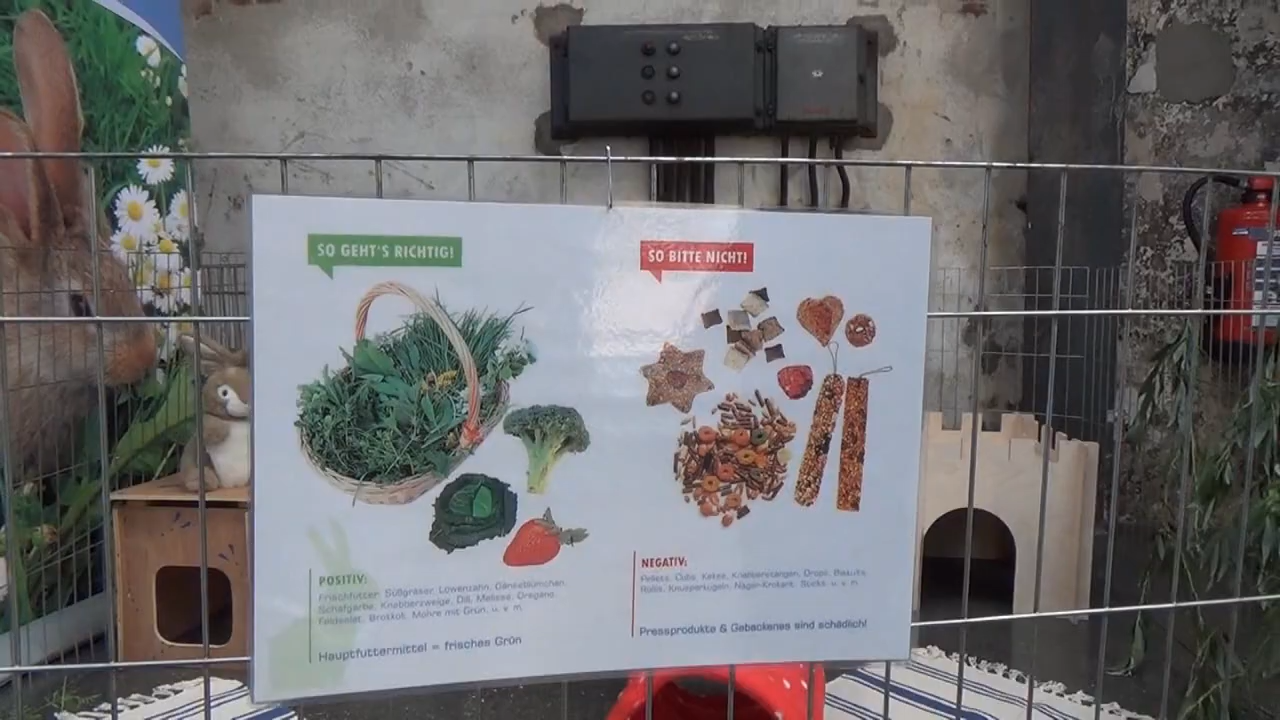 SO GEHT'S RICHTIG!
SO BITTE NICHT!
POSITIV:
Frischfutter: Süßgräser, Löwenzahn, Gänseblümchen,
Schafgarbe, Knabberzweige, Dill, Melisse, Oregano,
Feldsalat, Brokkoli, Möhre mit Grün, u. v. m.
Hauptfuttermittel = frisches Grün
NEGATIV:
Pellets, Cubs, Kekse, Knabberstangen, Drops, Biskuits,
Rollis, Knusperkugeln, Nager-Krokant, Sticks u. v. m.
Pressprodukte & Gebackenes sind schädlich!